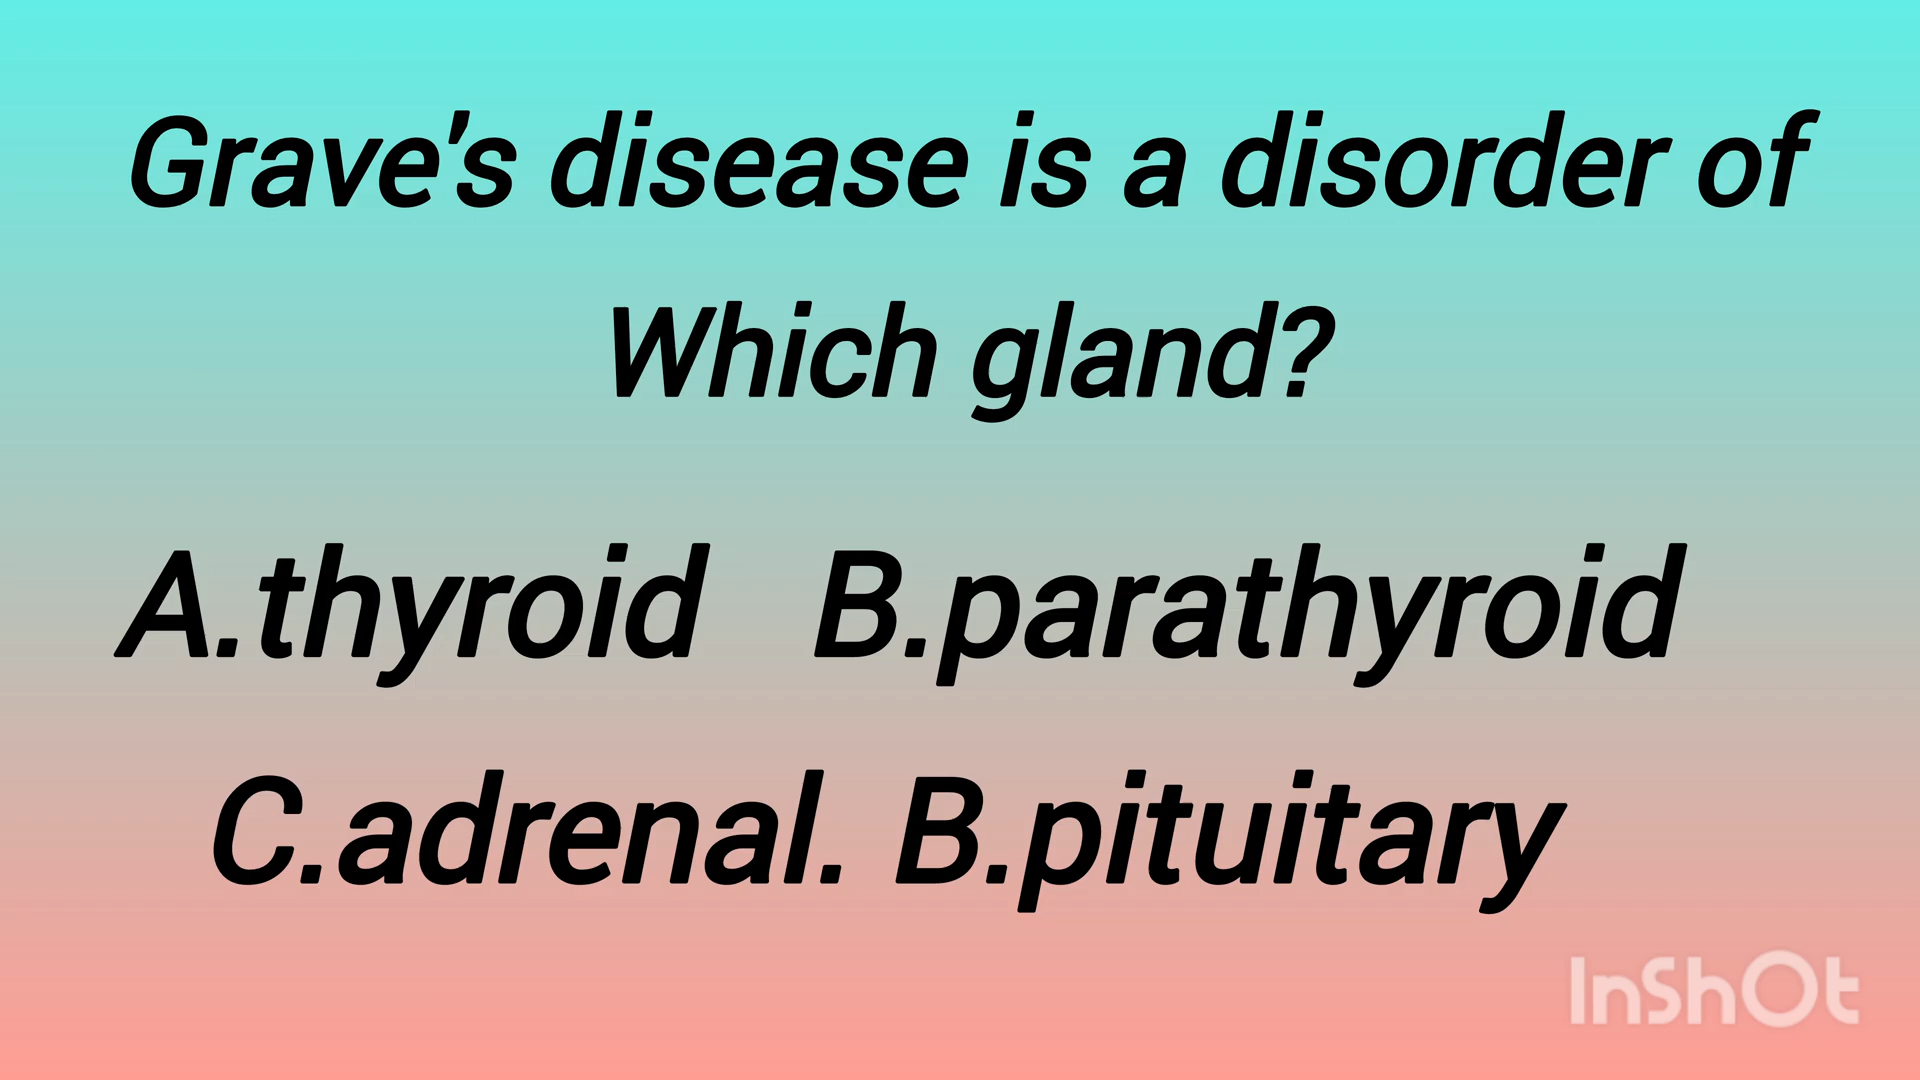 Grave's disease is a disorder of
Which gland?
A.thyroid B.parathyroid
C.adrenal. B.pituitary
InShOt